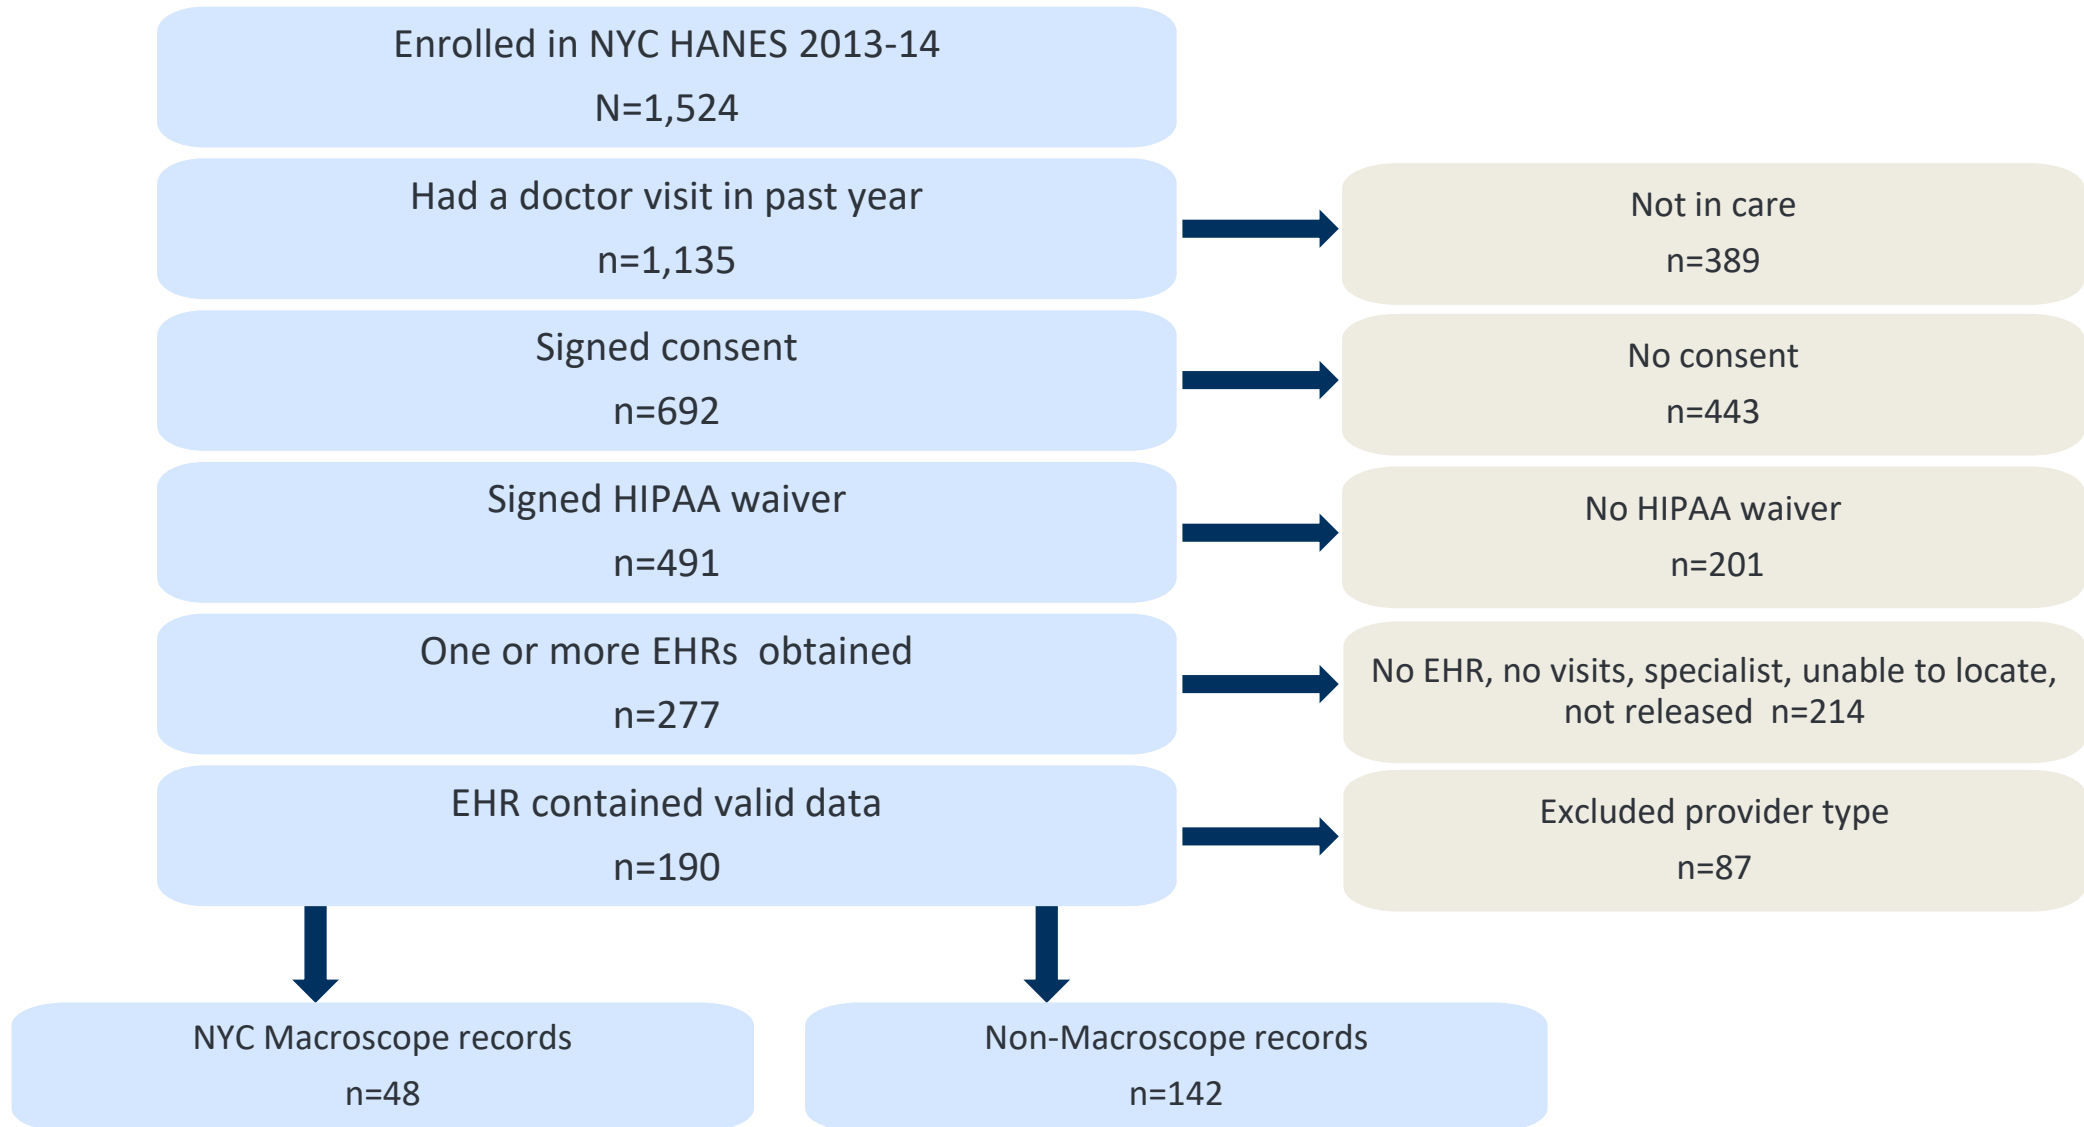 Enrolled in NYC HANES 2013-14
N=1,524
Had a doctor visit in past year
n=1,135
Not in care
n=389
Signed consent
n=692
No consent
n=443
Signed HIPAA waiver
n=491
No HIPAA waiver
n=201
One or more EHRs obtained
n=277
No EHR, no visits, specialist, unable to locate,
not released n=214
EHR contained valid data
n=190
Excluded provider type
n=87
NYC Macroscope records
n=48
Non-Macroscope records
n=142